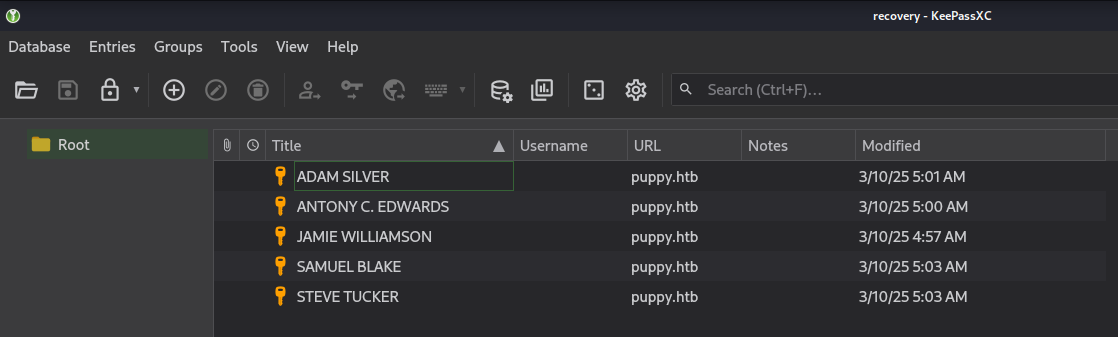 recovery - KeePassXC
Database Entries Groups Tools View Help
Search (Ctrl+F)...
Root
Title Username URL Notes Modified
ADAM SILVER puppy.htb 3/10/25 5:01 AM
ANTONY C. EDWARDS puppy.htb 3/10/25 5:00 AM
JAMIE WILLIAMSON puppy.htb 3/10/25 4:57 AM
SAMUEL BLAKE puppy.htb 3/10/25 5:03 AM
STEVE TUCKER puppy.htb 3/10/25 5:03 AM